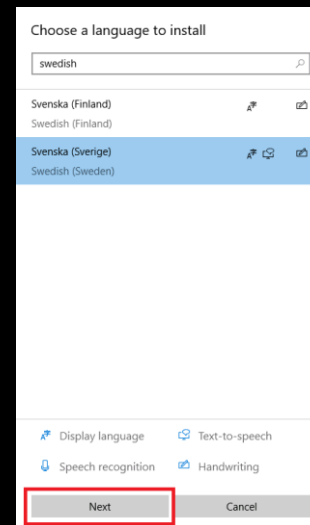 Choose a language to install
swedish
Svenska (Finland)
Swedish (Finland)
Svenska (Sverige)
Swedish (Sweden)
Display language Text-to-speech
Speech recognition Handwriting
Next Cancel